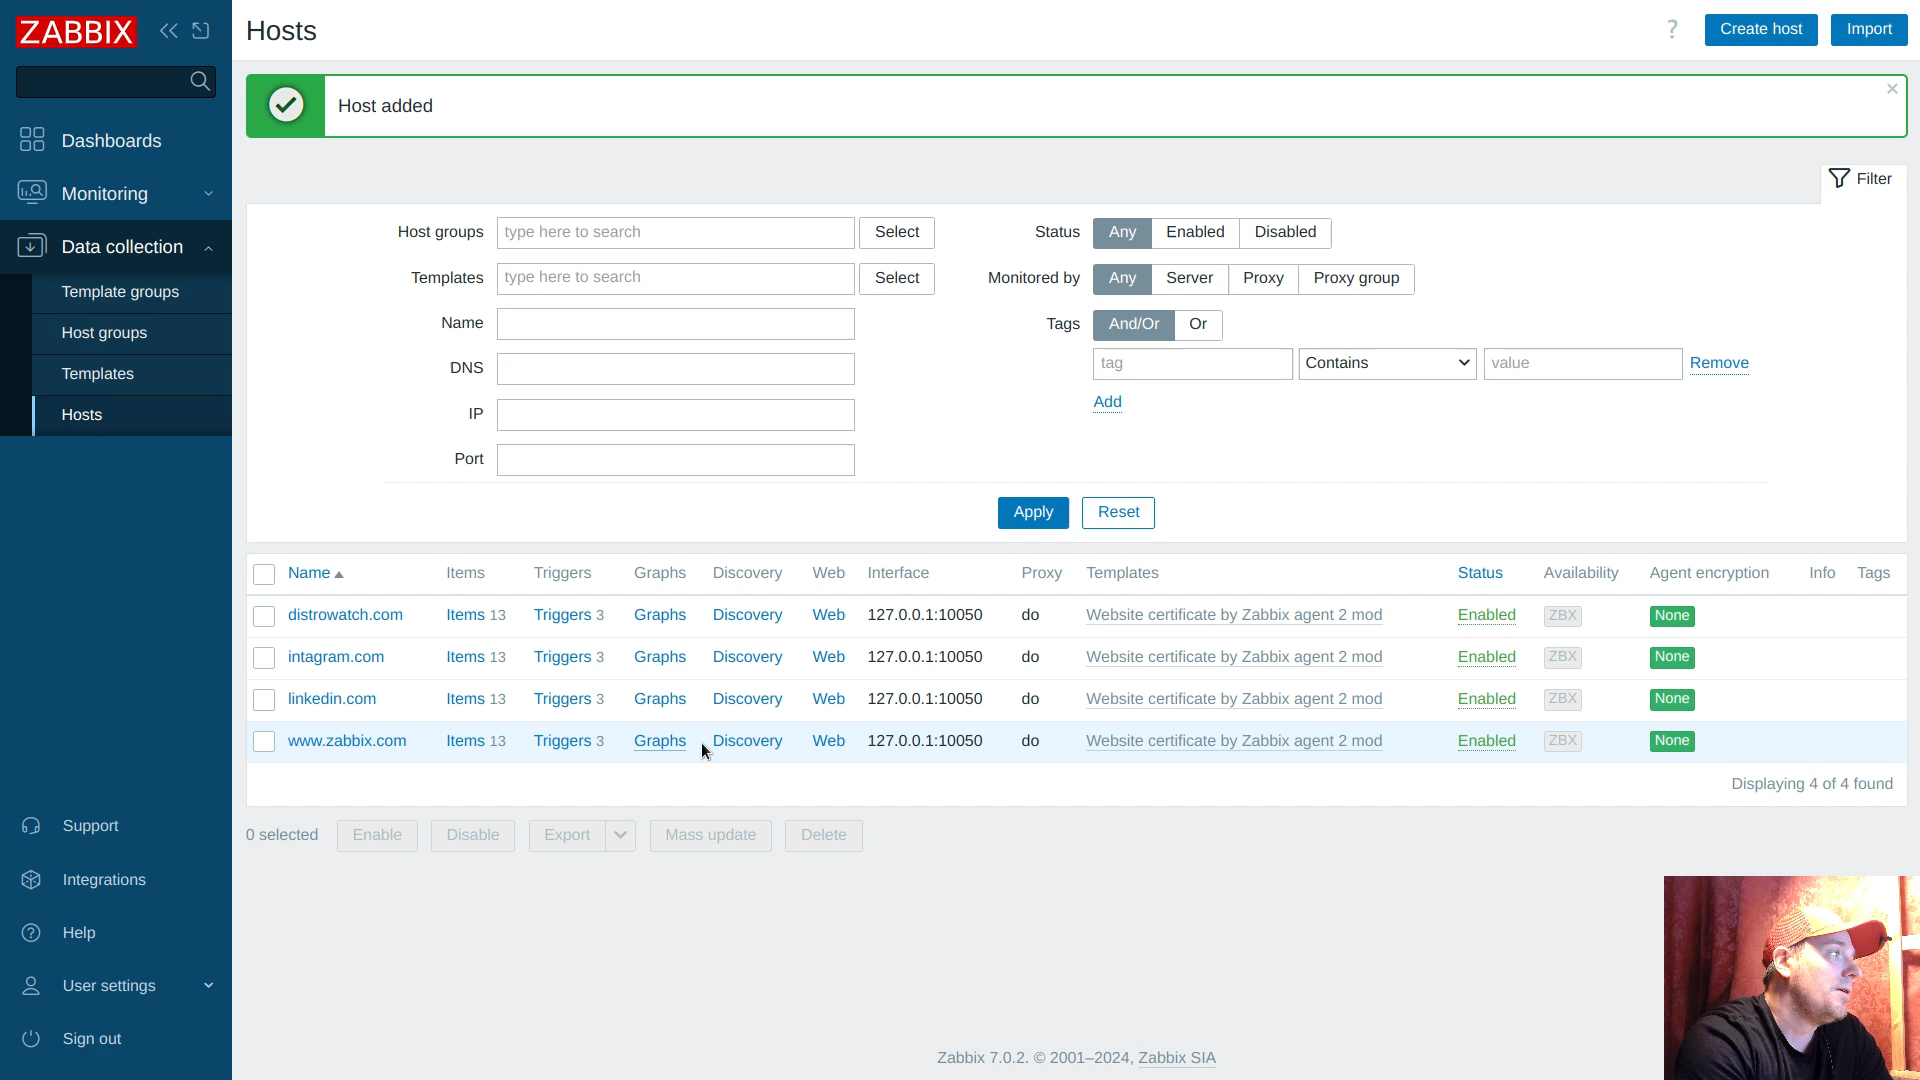 ZABBIX
Hosts
?
Create host
Import
Host added
Dashboards
Monitoring
Data collection
Template groups
Host groups
Templates
Hosts
Support
Integrations
Help
User settings
Sign out
Filter
Host groups type here to search Select
Templates type here to search Select
Name
DNS
IP
Port
Status Any Enabled Disabled
Monitored by Any Server Proxy Proxy group
Tags And/Or Or
tag Contains value Remove
Add
Apply Reset
Name Items Triggers Graphs Discovery Web Interface Proxy Templates Status Availability Agent encryption Info Tags
distrowatch.com Items 13 Triggers 3 Graphs Discovery Web 127.0.0.1:10050 do Website certificate by Zabbix agent 2 mod Enabled ZBX None
intagram.com Items 13 Triggers 3 Graphs Discovery Web 127.0.0.1:10050 do Website certificate by Zabbix agent 2 mod Enabled ZBX None
linkedin.com Items 13 Triggers 3 Graphs Discovery Web 127.0.0.1:10050 do Website certificate by Zabbix agent 2 mod Enabled ZBX None
www.zabbix.com Items 13 Triggers 3 Graphs Discovery Web 127.0.0.1:10050 do Website certificate by Zabbix agent 2 mod Enabled ZBX None
Displaying 4 of 4 found
0 selected Enable Disable Export Mass update Delete
Zabbix 7.0.2. © 2001–2024, Zabbix SIA